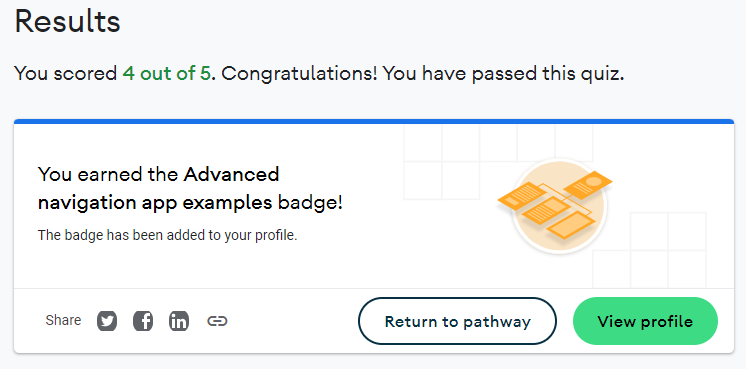 Results
You scored 4 out of 5. Congratulations! You have passed this quiz.
You earned the Advanced
navigation app examples badge!
The badge has been added to your profile.
Share
Return to pathway
View profile